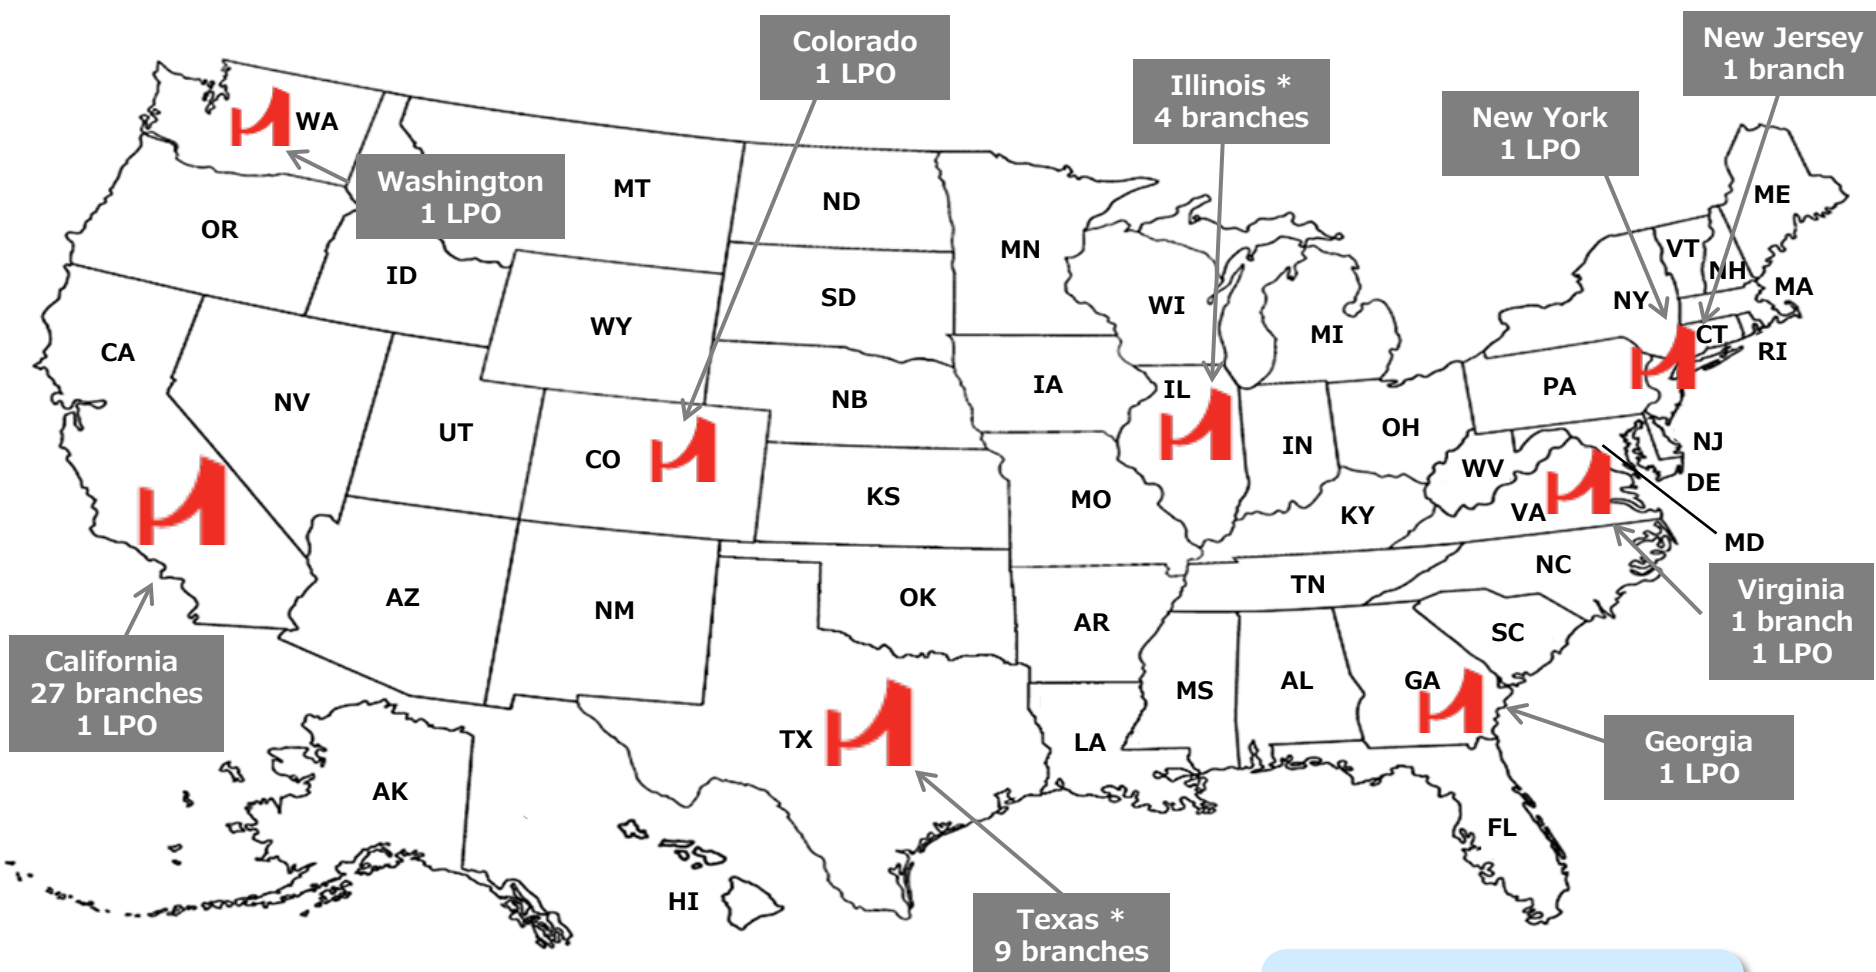 Colorado
1 LPO
New Jersey
1 branch
Illinois *
4 branches
New York
1 LPO
WA
Washington
1 LPO
MT
ND
ME
OR
MN
VT
NH
ID
SD
WI
NY
MA
WY
MI
CT
RI
CA
IA
IL
PA
NV
NB
UT
OH
NJ
CO
IN
WV
DE
KS
MO
KY
VA
MD
AZ
NM
OK
TN
NC
AR
Virginia
1 branch
1 LPO
SC
California
27 branches
1 LPO
MS
AL
GA
TX
LA
Georgia
1 LPO
AK
FL
HI
Texas *
9 branches